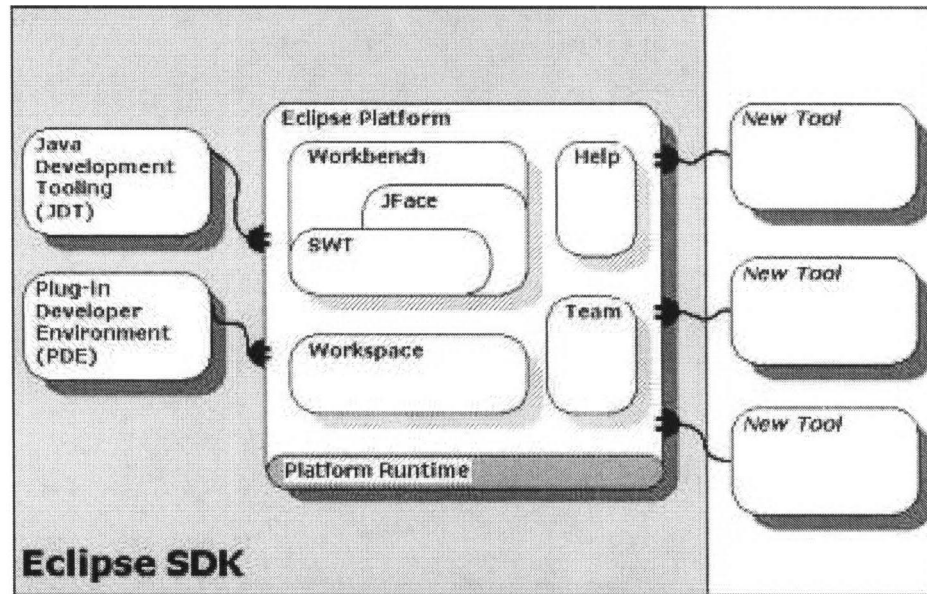 Eclipse Platform
Java
Development
Tooling
(JDT)
Workbench
JFace
SWT
Help
New Tool
Plug-in
Developer
Environment
(PDE)
Workspace
Team
New Tool
New Tool
Platform Runtime
Eclipse SDK